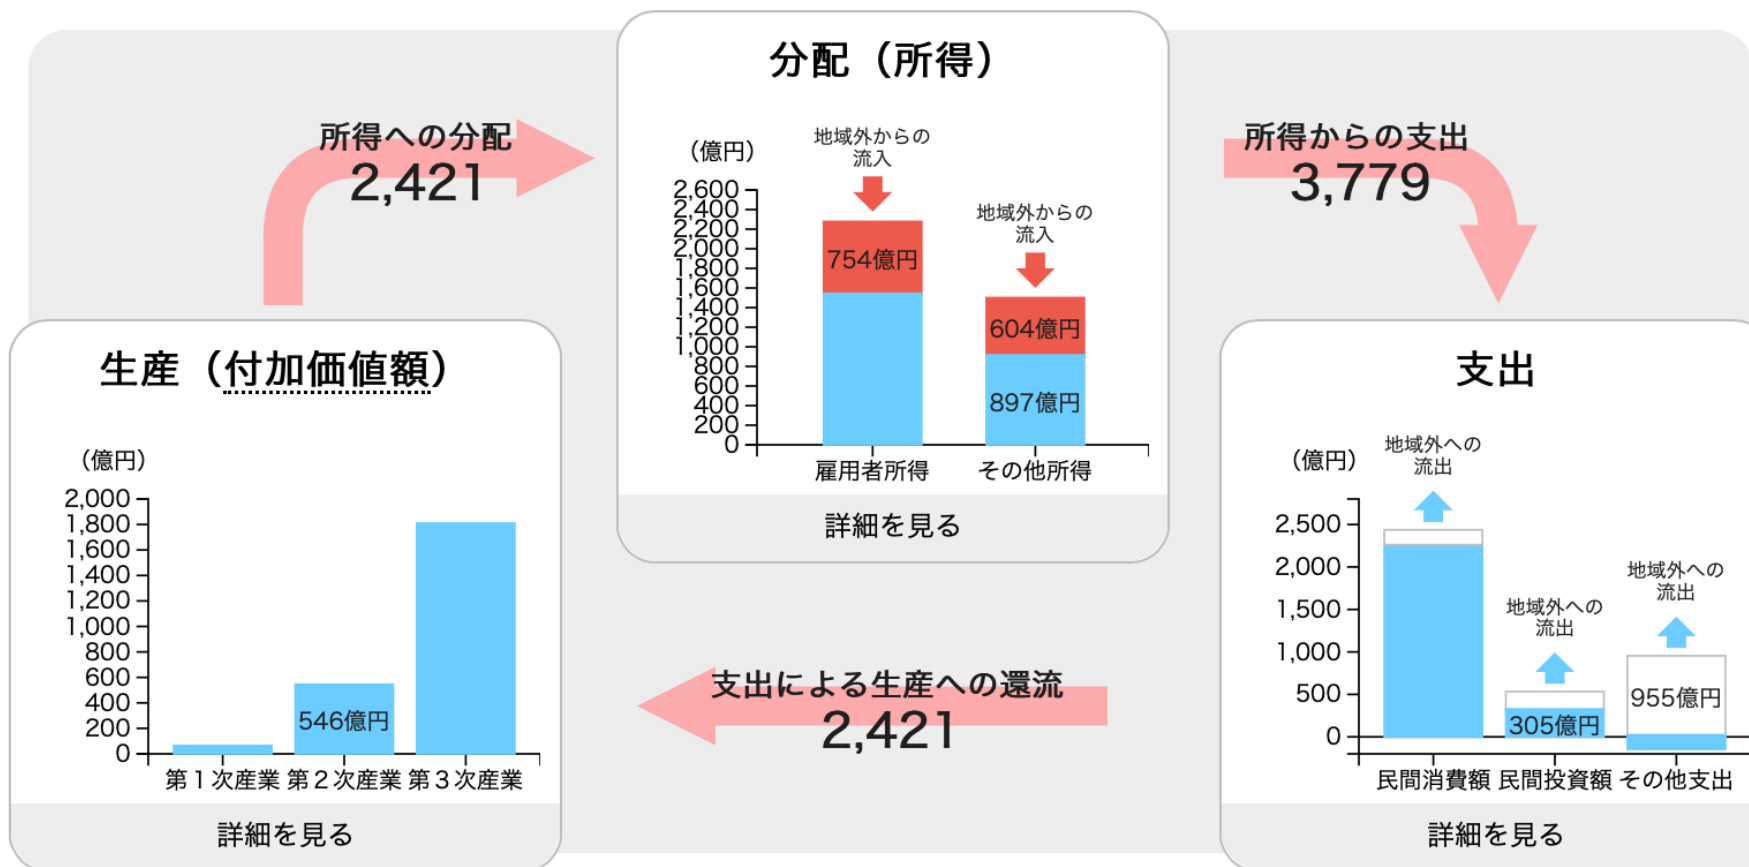 分配（所得）
所得への分配
2,421
（億円）
地域外からの
流入
地域外からの
流入
2,600
2,400
2,200
2,000
1,800
1,600
1,400
1,200
1,000
800
600
400
200
0
754億円
604億円
897億円
雇用者所得
その他所得
詳細を見る
所得からの支出
3,779
生産（付加価値額）
（億円）
2,000
1,800
1,600
1,400
1,200
1,000
800
600
400
200
0
546億円
第１次産業
第２次産業
第３次産業
詳細を見る
支出による生産への還流
2,421
支出
（億円）
地域外への
流出
地域外への
流出
地域外への
流出
2,500
2,000
1,500
1,000
500
0
305億円
955億円
民間消費額
民間投資額
その他支出
詳細を見る